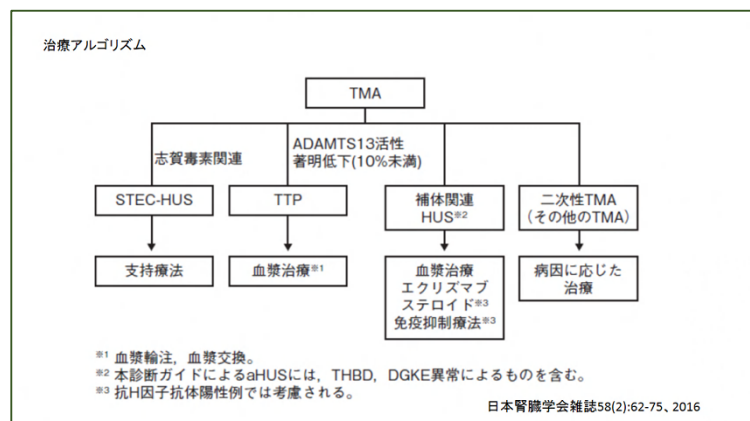 治療アルゴリズム
TMA
志賀毒素関連
ADAMTS13活性
著明低下(10%未満)
STEC-HUS
TTP
補体関連
HUS※2
二次性TMA
(その他のTMA)
支持療法
血漿治療※1
血漿治療
エクリズマブ
ステロイド※3
免疫抑制療法※3
病因に応じた
治療
※1 血漿輸注，血漿交換。
※2 本診断ガイドによるaHUSには，THBD，DGKE異常によるものを含む。
※3 抗H因子抗体陽性例では考慮される。
日本腎臓学会雑誌58(2):62-75、2016